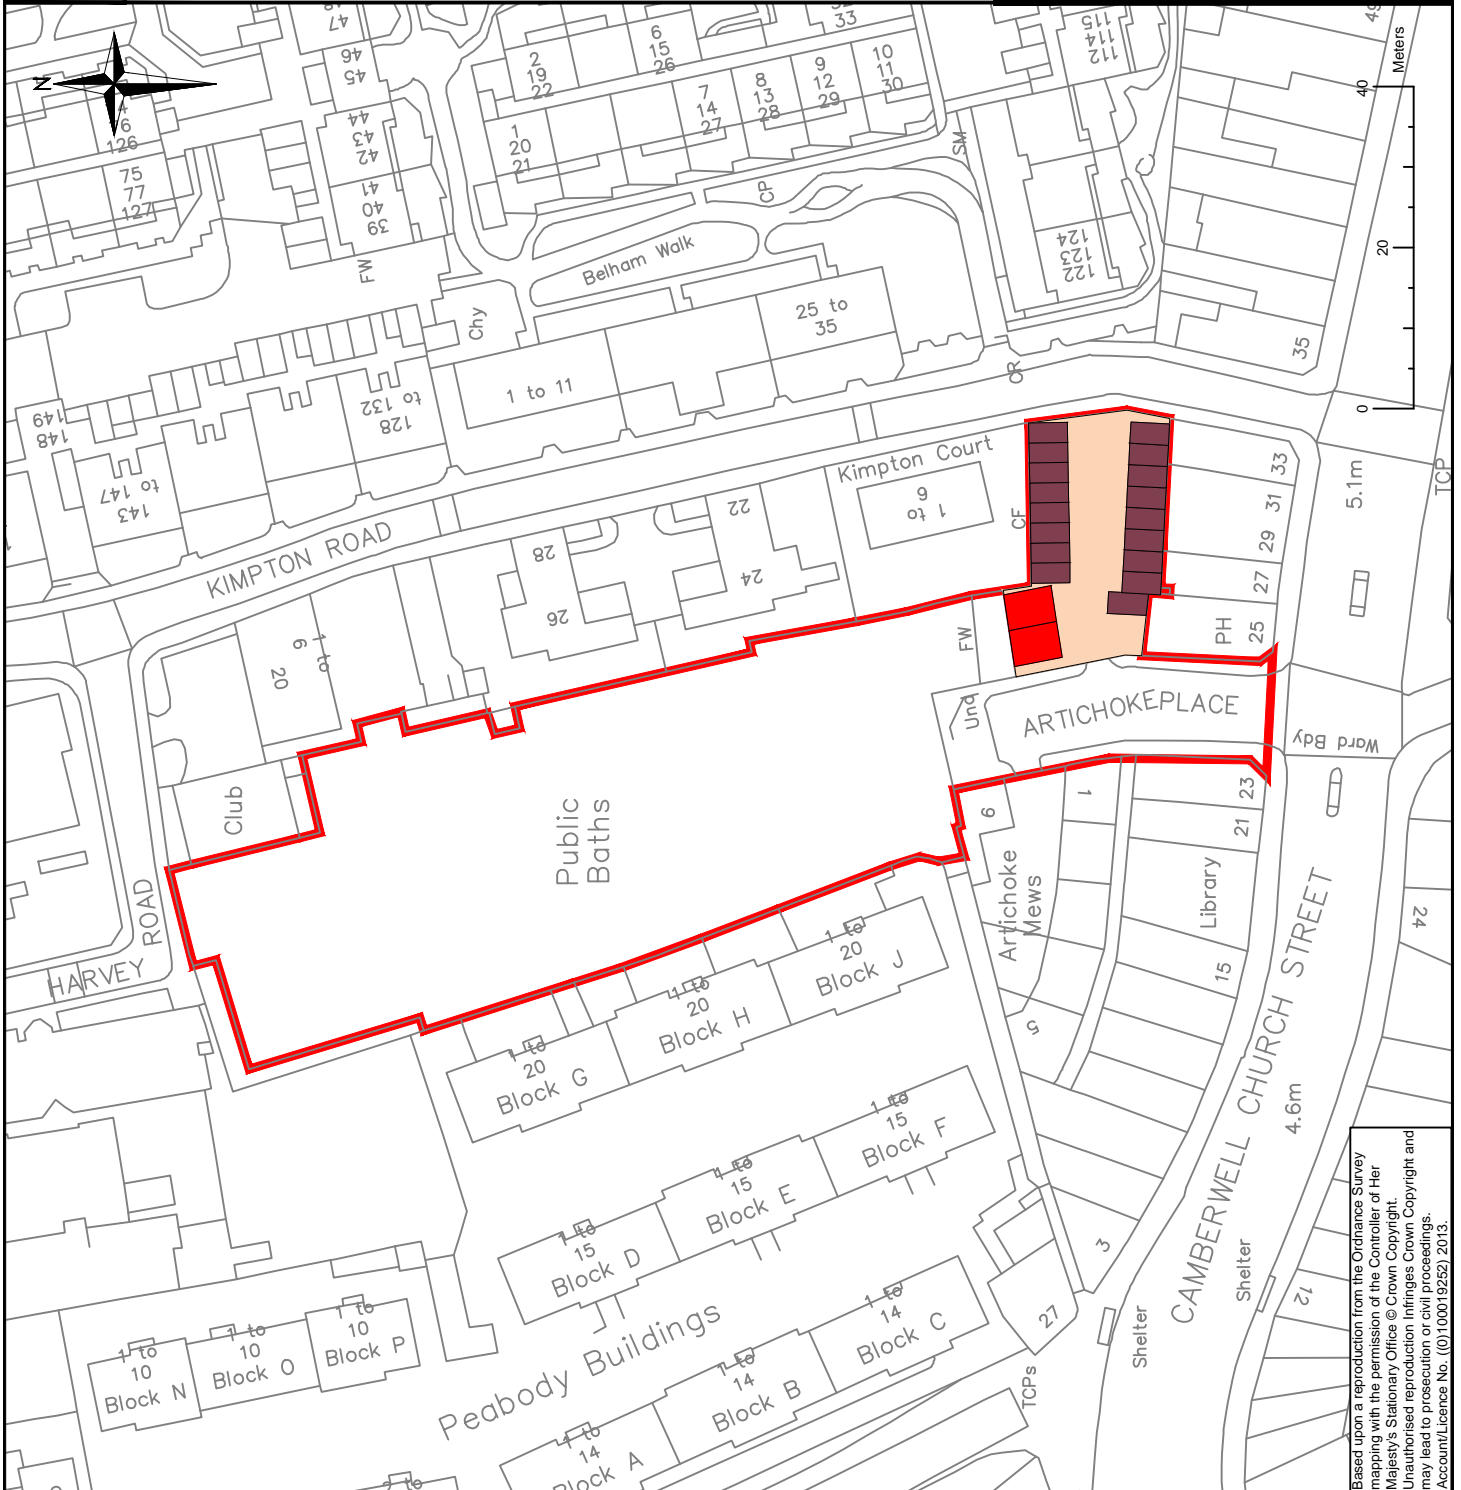 47
46
45
44
43
42
41
40
39
FW
N
4
6
126
75
77
127
2
19
22
6
15
26
33
1
20
21
7
14
27
8
13
28
9
12
29
10
11
30
SM
CP
115
114
112
124
123
122
49
Meters
40
20
0
Belham Walk
Chy
25 to
35
1 to 11
128
to 132
149
148
143
to 147
KIMPTON ROAD
CR
35
Kimpton Court
1 to
6
CF
22
24
28
26
33
31
29
27
25
PH
5.1m
TCP
FW
Und
ARTICHOKEPLACE
Ward Bdy
1 to
6
20
Club
Public
Baths
HARVEY
ROAD
6
1
23
21
Artichoke
Mews
Library
15
5
24
1 to
20
Block J
1 to
20
Block H
1 to
20
Block G
1 to
15
Block F
1 to
15
Block E
1 to
15
Block D
CAMBERWELL CHURCH STREET
4.6m
3
27
Shelter
Shelter
12
TCPs
1 to
14
Block C
1 to
14
Block B
1 to
14
Block A
Peabody Buildings
1 to
10
Block P
1 to
10
Block O
1 to
10
Block N
Based upon a reproduction from the Ordnance Survey
mapping with the permission of the Controller of Her
Majesty's Stationary Office © Crown Copyright.
Unauthorised reproduction Infringes Crown Copyright and
may lead to prosecution or civil proceedings.
Account/Licence No. ((0)100019252) 2013.